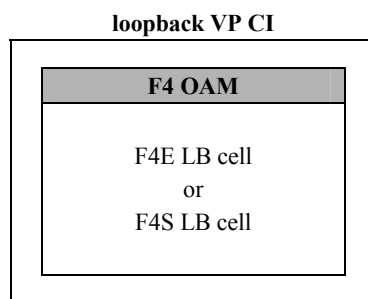 loopback VP CI
F4 OAM
F4E LB cell
or
F4S LB cell